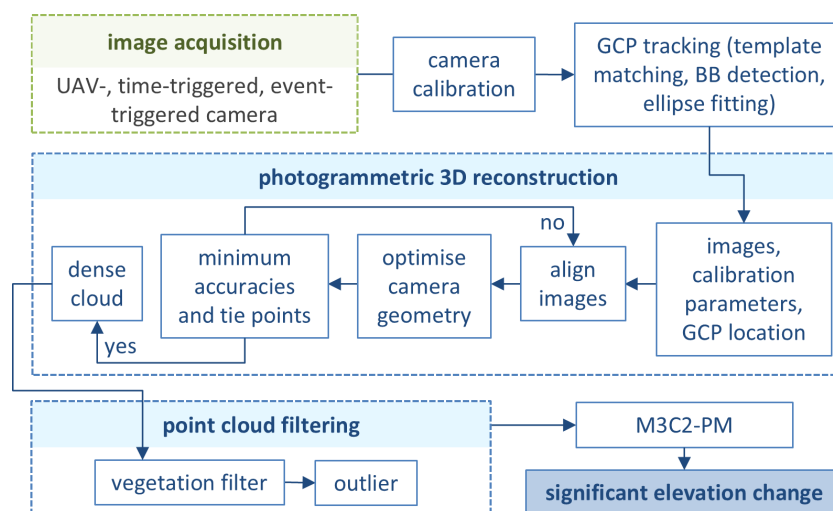 image acquisition
UAV-, time-triggered, event-
triggered camera
camera
calibration
GCP tracking (template
matching, BB detection,
ellipse fitting)
photogrammetric 3D reconstruction
no
dense
cloud
minimum
accuracies
and tie points
optimise
camera
geometry
align
images
images,
calibration
parameters,
GCP location
yes
point cloud filtering
vegetation filter
outlier
M3C2-PM
significant elevation change